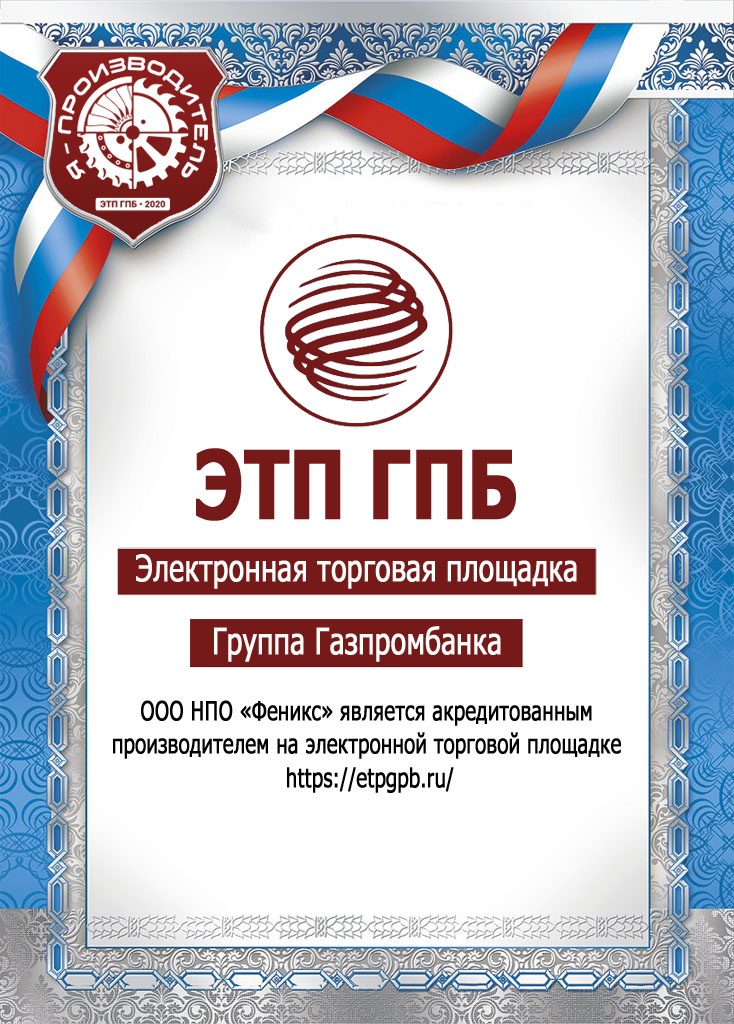 Я - ПРОИЗВОДИТЕЛЬ
ЭТП ГПБ • 2020
ЭТП ГПБ
Электронная торговая площадка
Группа Газпромбанка
ООО НПО «Феникс» является акредитованным
производителем на электронной торговой площадке
https://etpgpb.ru/